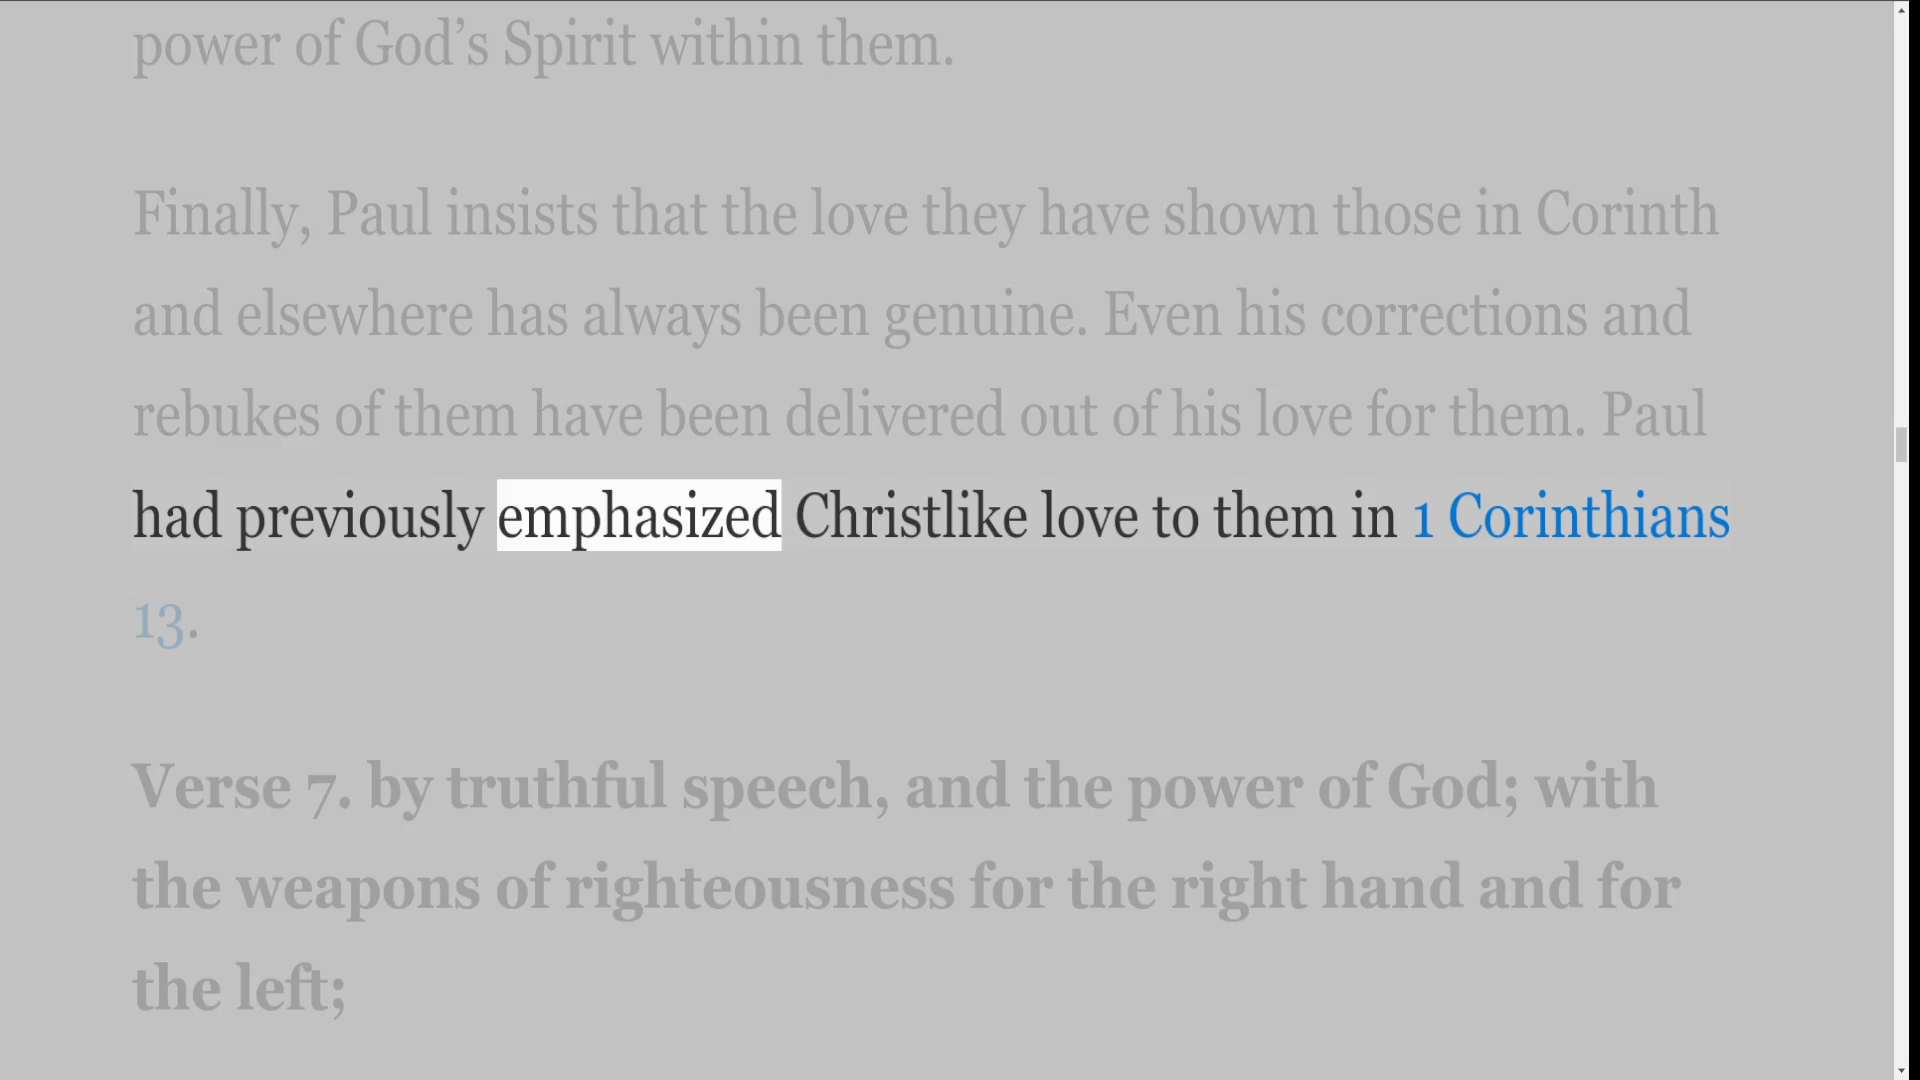 power of God’s Spirit within them.
Finally, Paul insists that the love they have shown those in Corinth
and elsewhere has always been genuine. Even his corrections and
rebukes of them have been delivered out of his love for them. Paul
had previously emphasized Christlike love to them in 1 Corinthians
13.
Verse 7. by truthful speech, and the power of God; with
the weapons of righteousness for the right hand and for
the left;